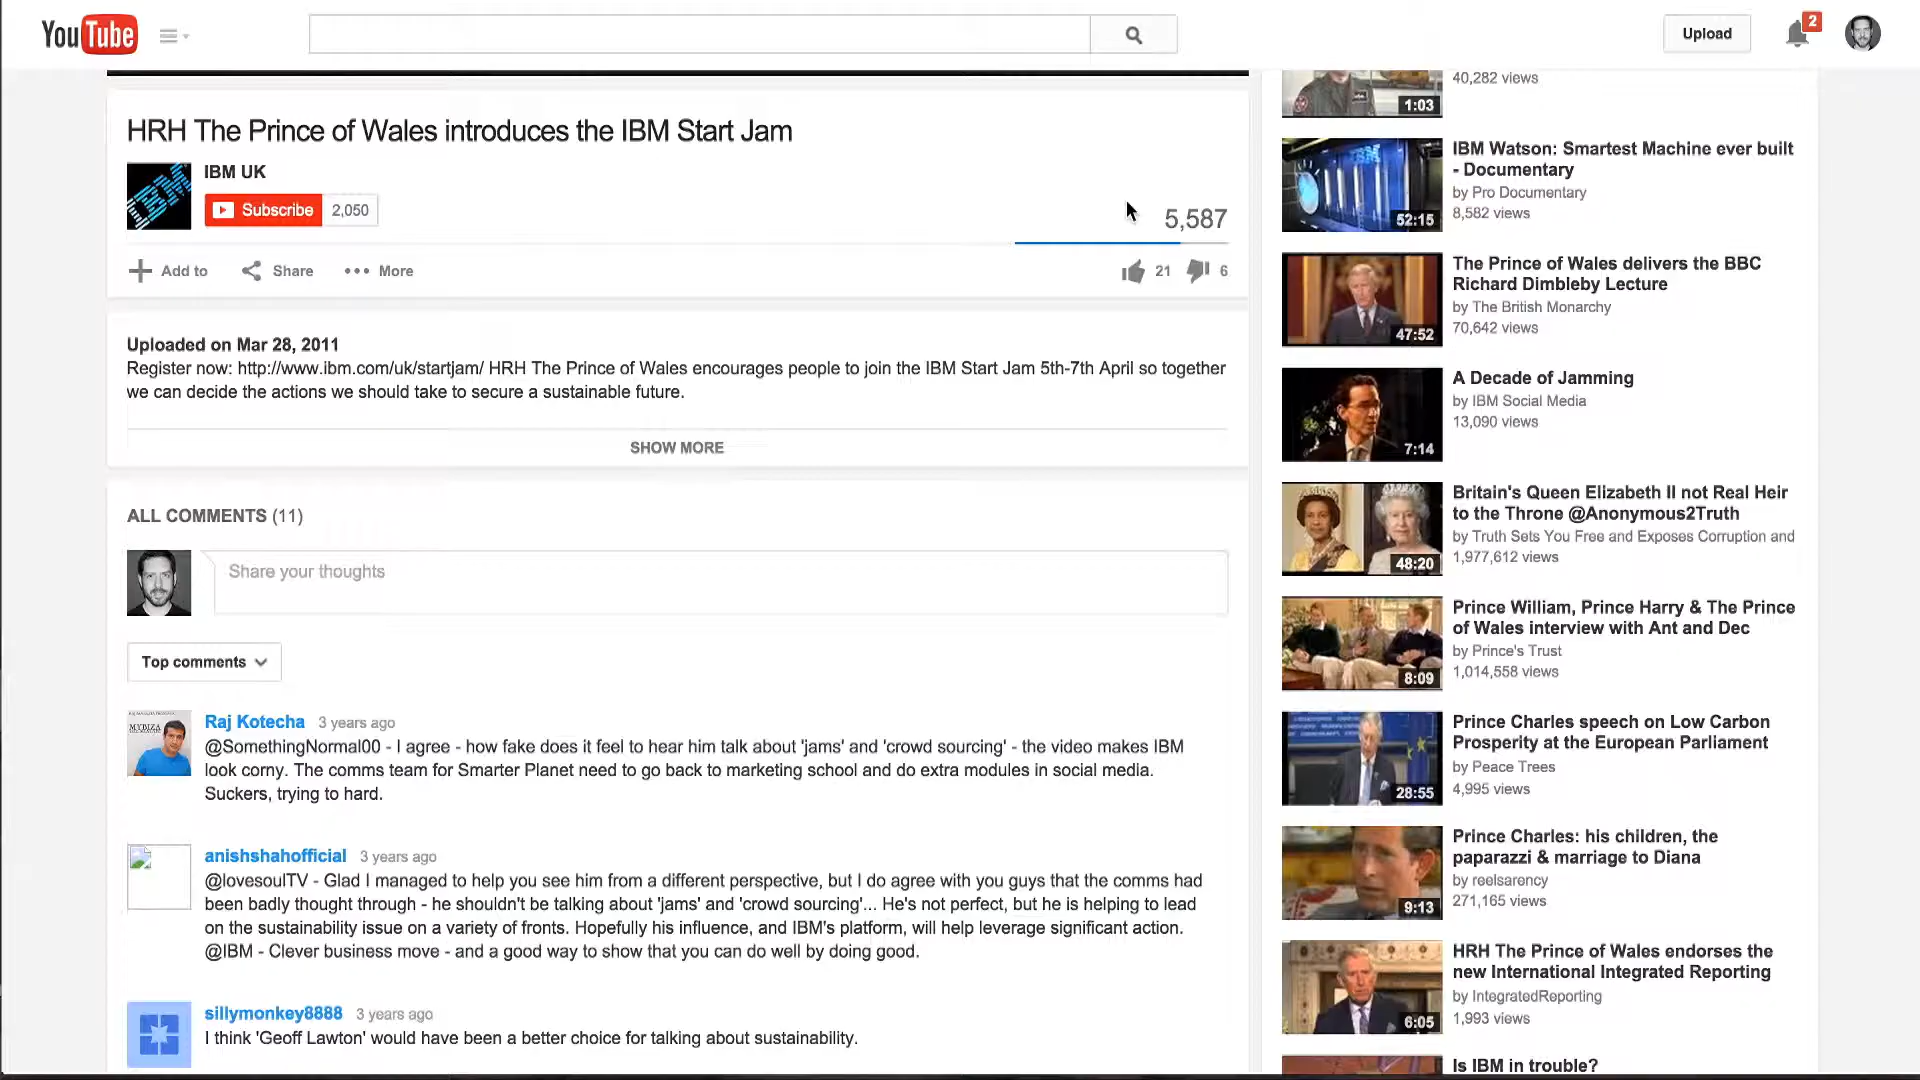 YouTube
Upload
2
HRH The Prince of Wales introduces the IBM Start Jam
IBM
IBM UK
Subscribe 2,050
5,587
Add to Share More
21 6
Uploaded on Mar 28, 2011
Register now: http://www.ibm.com/uk/startjam/ HRH The Prince of Wales encourages people to join the IBM Start Jam 5th-7th April so together
we can decide the actions we should take to secure a sustainable future.
SHOW MORE
ALL COMMENTS (11)
Share your thoughts
Top comments
MYBIZA
Raj Kotecha 3 years ago
@SomethingNormal00 - I agree - how fake does it feel to hear him talk about 'jams' and 'crowd sourcing' - the video makes IBM
look corny. The comms team for Smarter Planet need to go back to marketing school and do extra modules in social media.
Suckers, trying to hard.
anishshahofficial 3 years ago
@lovesoulTV - Glad I managed to help you see him from a different perspective, but I do agree with you guys that the comms had
been badly thought through - he shouldn't be talking about 'jams' and 'crowd sourcing'... He's not perfect, but he is helping to lead
on the sustainability issue on a variety of fronts. Hopefully his influence, and IBM's platform, will help leverage significant action.
@IBM - Clever business move - and a good way to show that you can do well by doing good.
sillymonkey8888 3 years ago
I think 'Geoff Lawton' would have been a better choice for talking about sustainability.
40,282 views
1:03
IBM Watson: Smartest Machine ever built
- Documentary
by Pro Documentary
8,582 views
52:15
The Prince of Wales delivers the BBC
Richard Dimbleby Lecture
by The British Monarchy
70,642 views
47:52
A Decade of Jamming
by IBM Social Media
13,090 views
7:14
Britain's Queen Elizabeth II not Real Heir
to the Throne @Anonymous2Truth
by Truth Sets You Free and Exposes Corruption and
1,977,612 views
48:20
Prince William, Prince Harry & The Prince
of Wales interview with Ant and Dec
by Prince's Trust
1,014,558 views
8:09
Prince Charles speech on Low Carbon
Prosperity at the European Parliament
by Peace Trees
4,995 views
28:55
Prince Charles: his children, the
paparazzi & marriage to Diana
by reelsarency
271,165 views
9:13
HRH The Prince of Wales endorses the
new International Integrated Reporting
by IntegratedReporting
1,993 views
6:05
Is IBM in trouble?